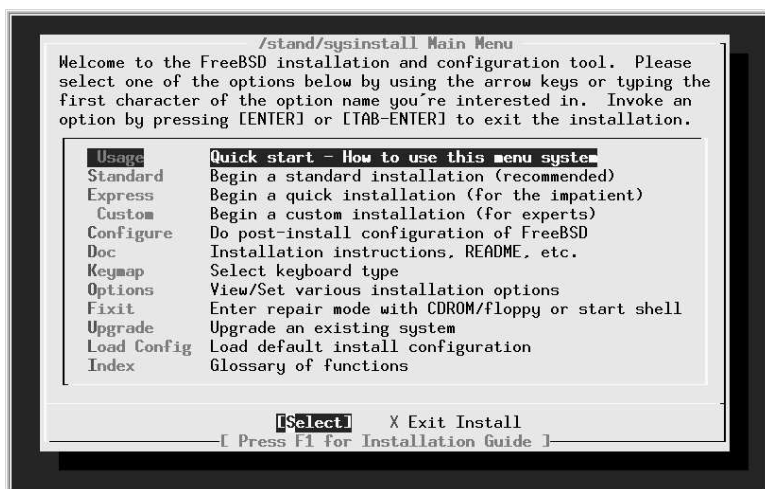 /stand/sysinstall Main Menu
Welcome to the FreeBSD installation and configuration tool.  Please
select one of the options below by using the arrow keys or typing the
first character of the option name you're interested in.  Invoke an
option by pressing [ENTER] or [TAB-ENTER] to exit the installation.
Usage Quick start - How to use this menu system
Standard Begin a standard installation (recommended)
Express Begin a quick installation (for the impatient)
Custom Begin a custom installation (for experts)
Configure Do post-install configuration of FreeBSD
Doc Installation instructions, README, etc.
Keymap Select keyboard type
Options View/Set various installation options
Fixit Enter repair mode with CDROM/floppy or start shell
Upgrade Upgrade an existing system
Load Config Load default install configuration
Index Glossary of functions
[Select] X Exit Install
[ Press F1 for Installation Guide ]